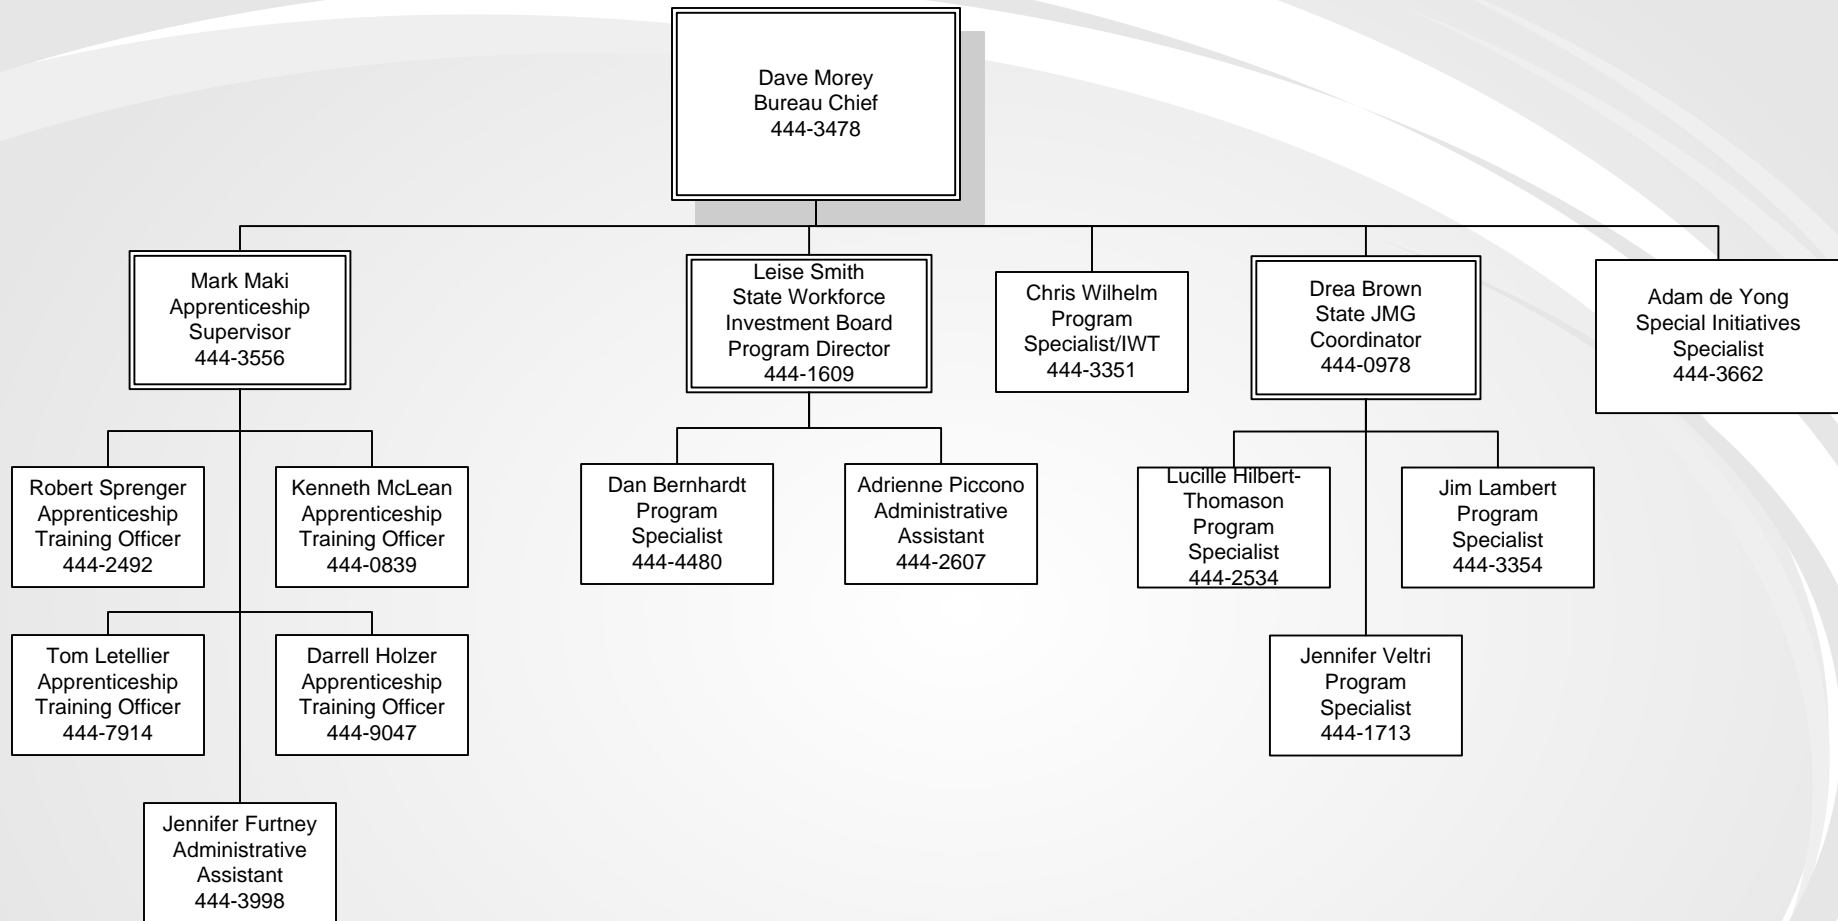 Dave Morey
Bureau Chief
444-3478
Mark Maki
Apprenticeship
Supervisor
444-3556
Leise Smith
State Workforce
Investment Board
Program Director
444-1609
Chris Wilhelm
Program
Specialist/IWT
444-3351
Drea Brown
State JMG
Coordinator
444-0978
Adam de Yong
Special Initiatives
Specialist
444-3662
Robert Sprenger
Apprenticeship
Training Officer
444-2492
Kenneth McLean
Apprenticeship
Training Officer
444-0839
Dan Bernhardt
Program
Specialist
444-4480
Adrienne Piccono
Administrative
Assistant
444-2607
Lucille Hilbert-
Thomason
Program
Specialist
444-2534
Jim Lambert
Program
Specialist
444-3354
Tom Letellier
Apprenticeship
Training Officer
444-7914
Darrell Holzer
Apprenticeship
Training Officer
444-9047
Jennifer Veltri
Program
Specialist
444-1713
Jennifer Furtney
Administrative
Assistant
444-3998